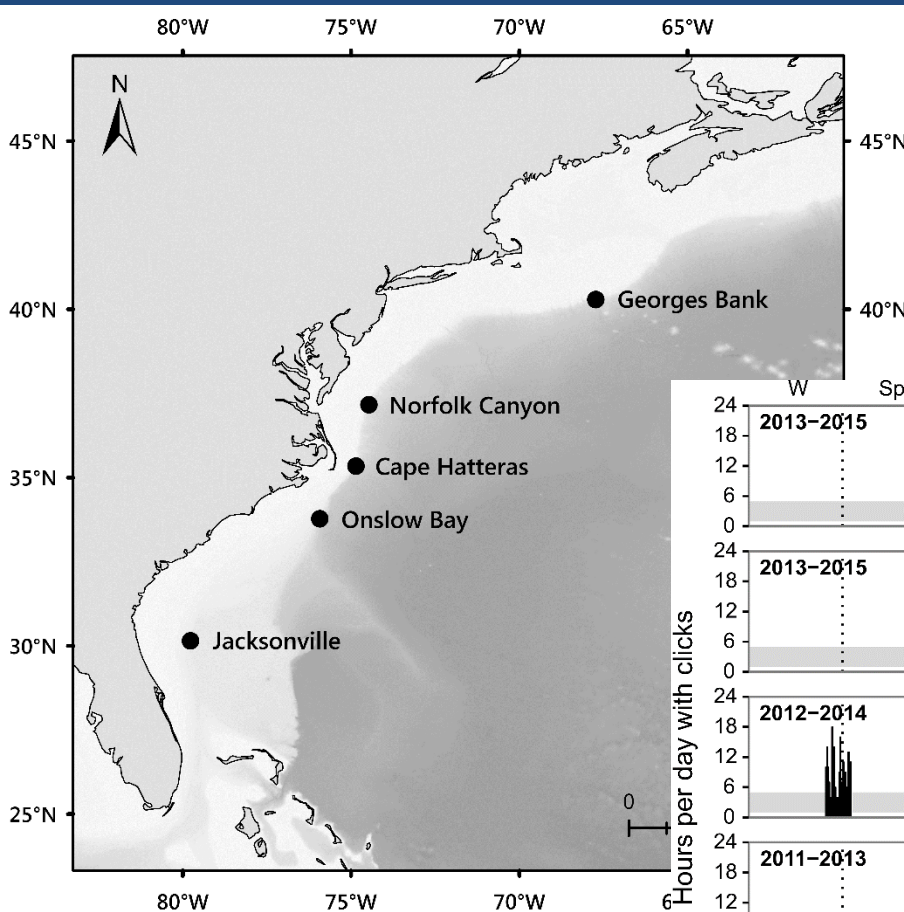 80°W 75°W 70°W 65°W
N
45°N 45°N
40°N 40°N
Georges Bank
Norfolk Canyon
Cape Hatteras
Onslow Bay
Jacksonville
35°N
30°N
25°N
0
80°W 75°W 70°W
W Sp
Hours per day with clicks
24
2013–2015
18
12
6
0
24
2013–2015
18
12
6
0
24
2012–2014
18
12
6
0
24
2011–2013
18
12